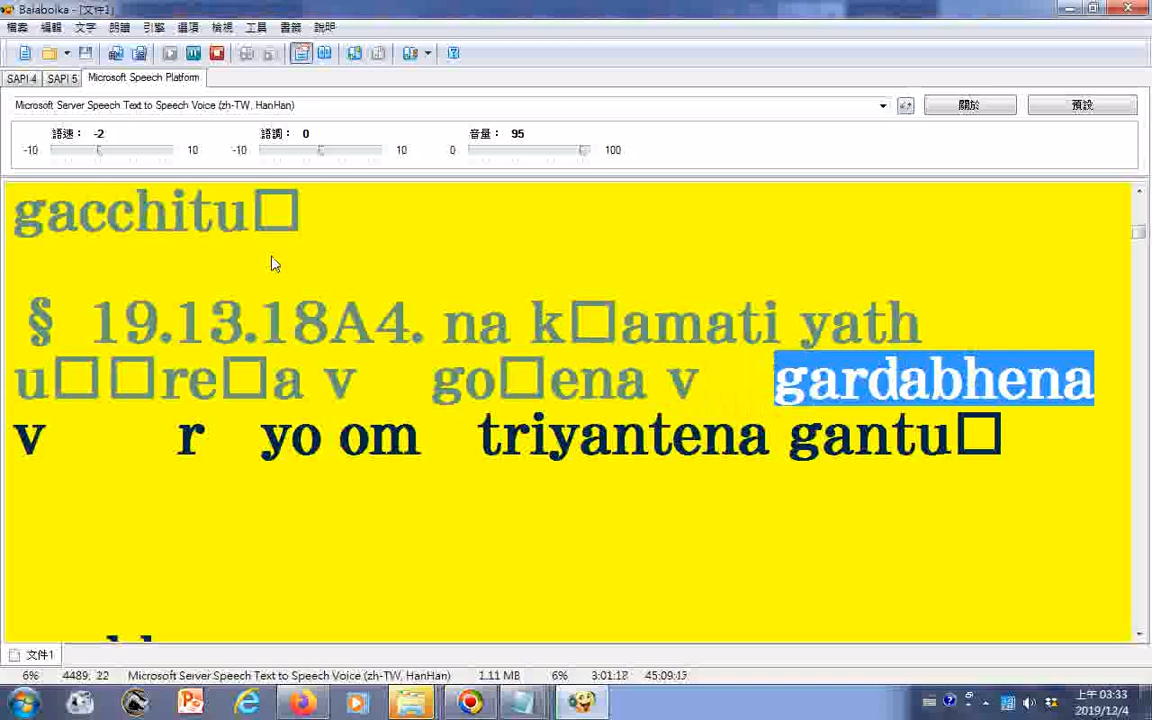 Balabolka - [文件1]
檔案 編輯 文字 朗讀 引擎 選項 檢視 工具 書籤 說明
SAPI 4 SAPI 5 Microsoft Speech Platform
Microsoft Server Speech Text to Speech Voice (zh-TW, HanHan) 關於 預設
語速： -2 語調： 0 音量： 95
-10 10 -10 10 0 100
gacchitu□
§ 19.13.18A4. na k□amati yath
u□□re□a v go□ena v gardabhena
v r yo om triyantena gantu□
文件1
6% 4489, 22 Microsoft Server Speech Text to Speech Voice (zh-TW, HanHan) 1.11 MB 6% 3:01:18 45:09:15
上午 03:33
2019/12/4